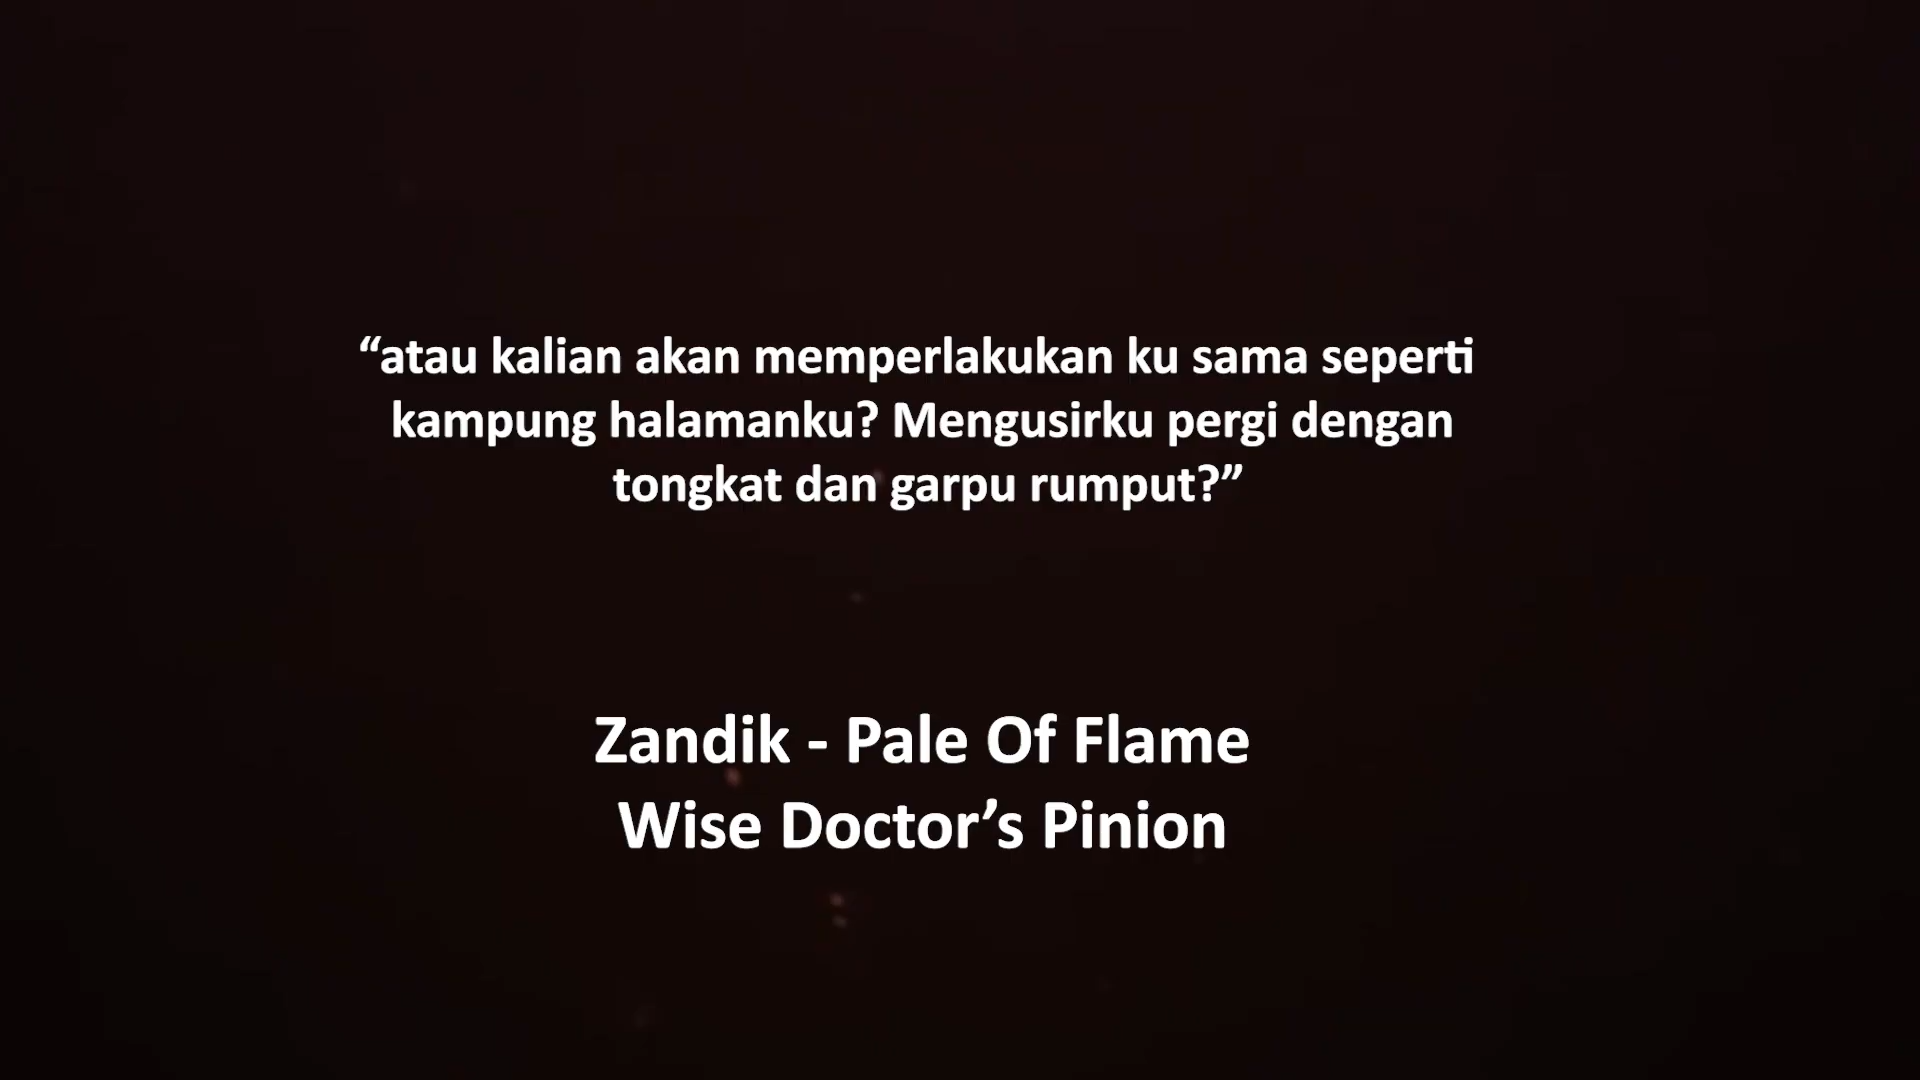 “atau kalian akan memperlakukan ku sama seperti
kampung halamanku? Mengusirku pergi dengan
tongkat dan garpu rumput?”
Zandik - Pale Of Flame
Wise Doctor’s Pinion